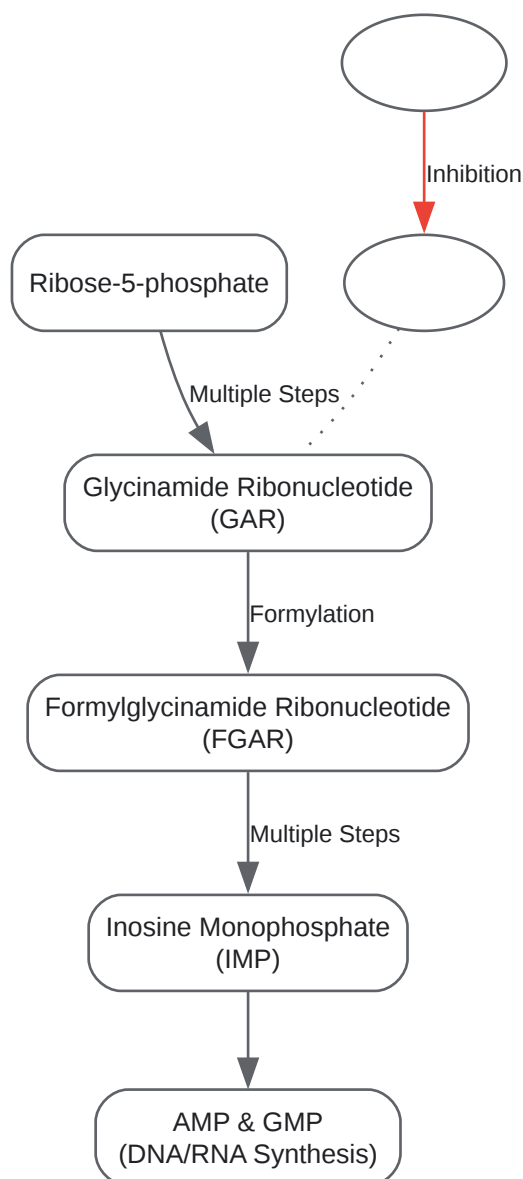 Inhibition
Ribose-5-phosphate
Multiple Steps
Glycinamide Ribonucleotide
(GAR)
Formylation
Formylglycinamide Ribonucleotide
(FGAR)
Multiple Steps
Inosine Monophosphate
(IMP)
AMP & GMP
(DNA/RNA Synthesis)